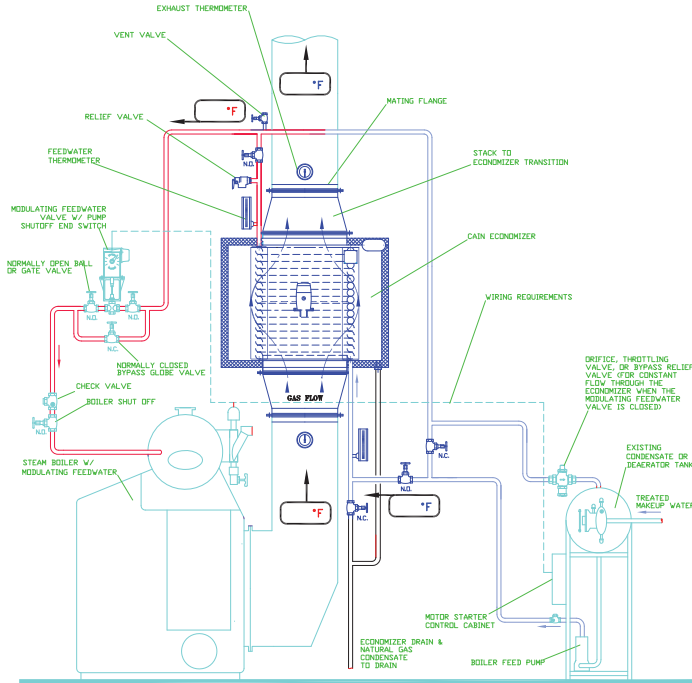 EXHAUST THERMOMETER
VENT VALVE
°F
°F
MATING FLANGE
RELIEF VALVE
FEEDWATER
THERMOMETER
N.O.
STACK TO
ECONOMIZER TRANSITION
MODULATING FEEDWATER
VALVE W/ PUMP
SHUTOFF END SWITCH
CAIN ECONOMIZER
NORMALLY OPEN BALL
OR GATE VALVE
WIRING REQUIREMENTS
N.O.
N.O.
N.C.
NORMALLY CLOSED
BYPASS GLOBE VALVE
ORIFICE, THROTTLING
VALVE, OR BYPASS RELIEF
VALVE (FOR CONSTANT
FLOW THROUGH THE
ECONOMIZER WHEN THE
MODULATING FEEDWATER
VALVE IS CLOSED)
CHECK VALVE
BOILER SHUT OFF
N.O.
GAS FLOW
STEAM BOILER W/
MODULATING FEEDWATER
N.C.
N.O.
EXISTING
CONDENSATE OR
DEAERATOR TANK
TREATED
MAKEUP WATER
°F
°F
N.C.
MOTOR STARTER
CONTROL CABINET
ECONOMIZER DRAIN &
NATURAL GAS
CONDENSATE
TO DRAIN
BOILER FEED PUMP